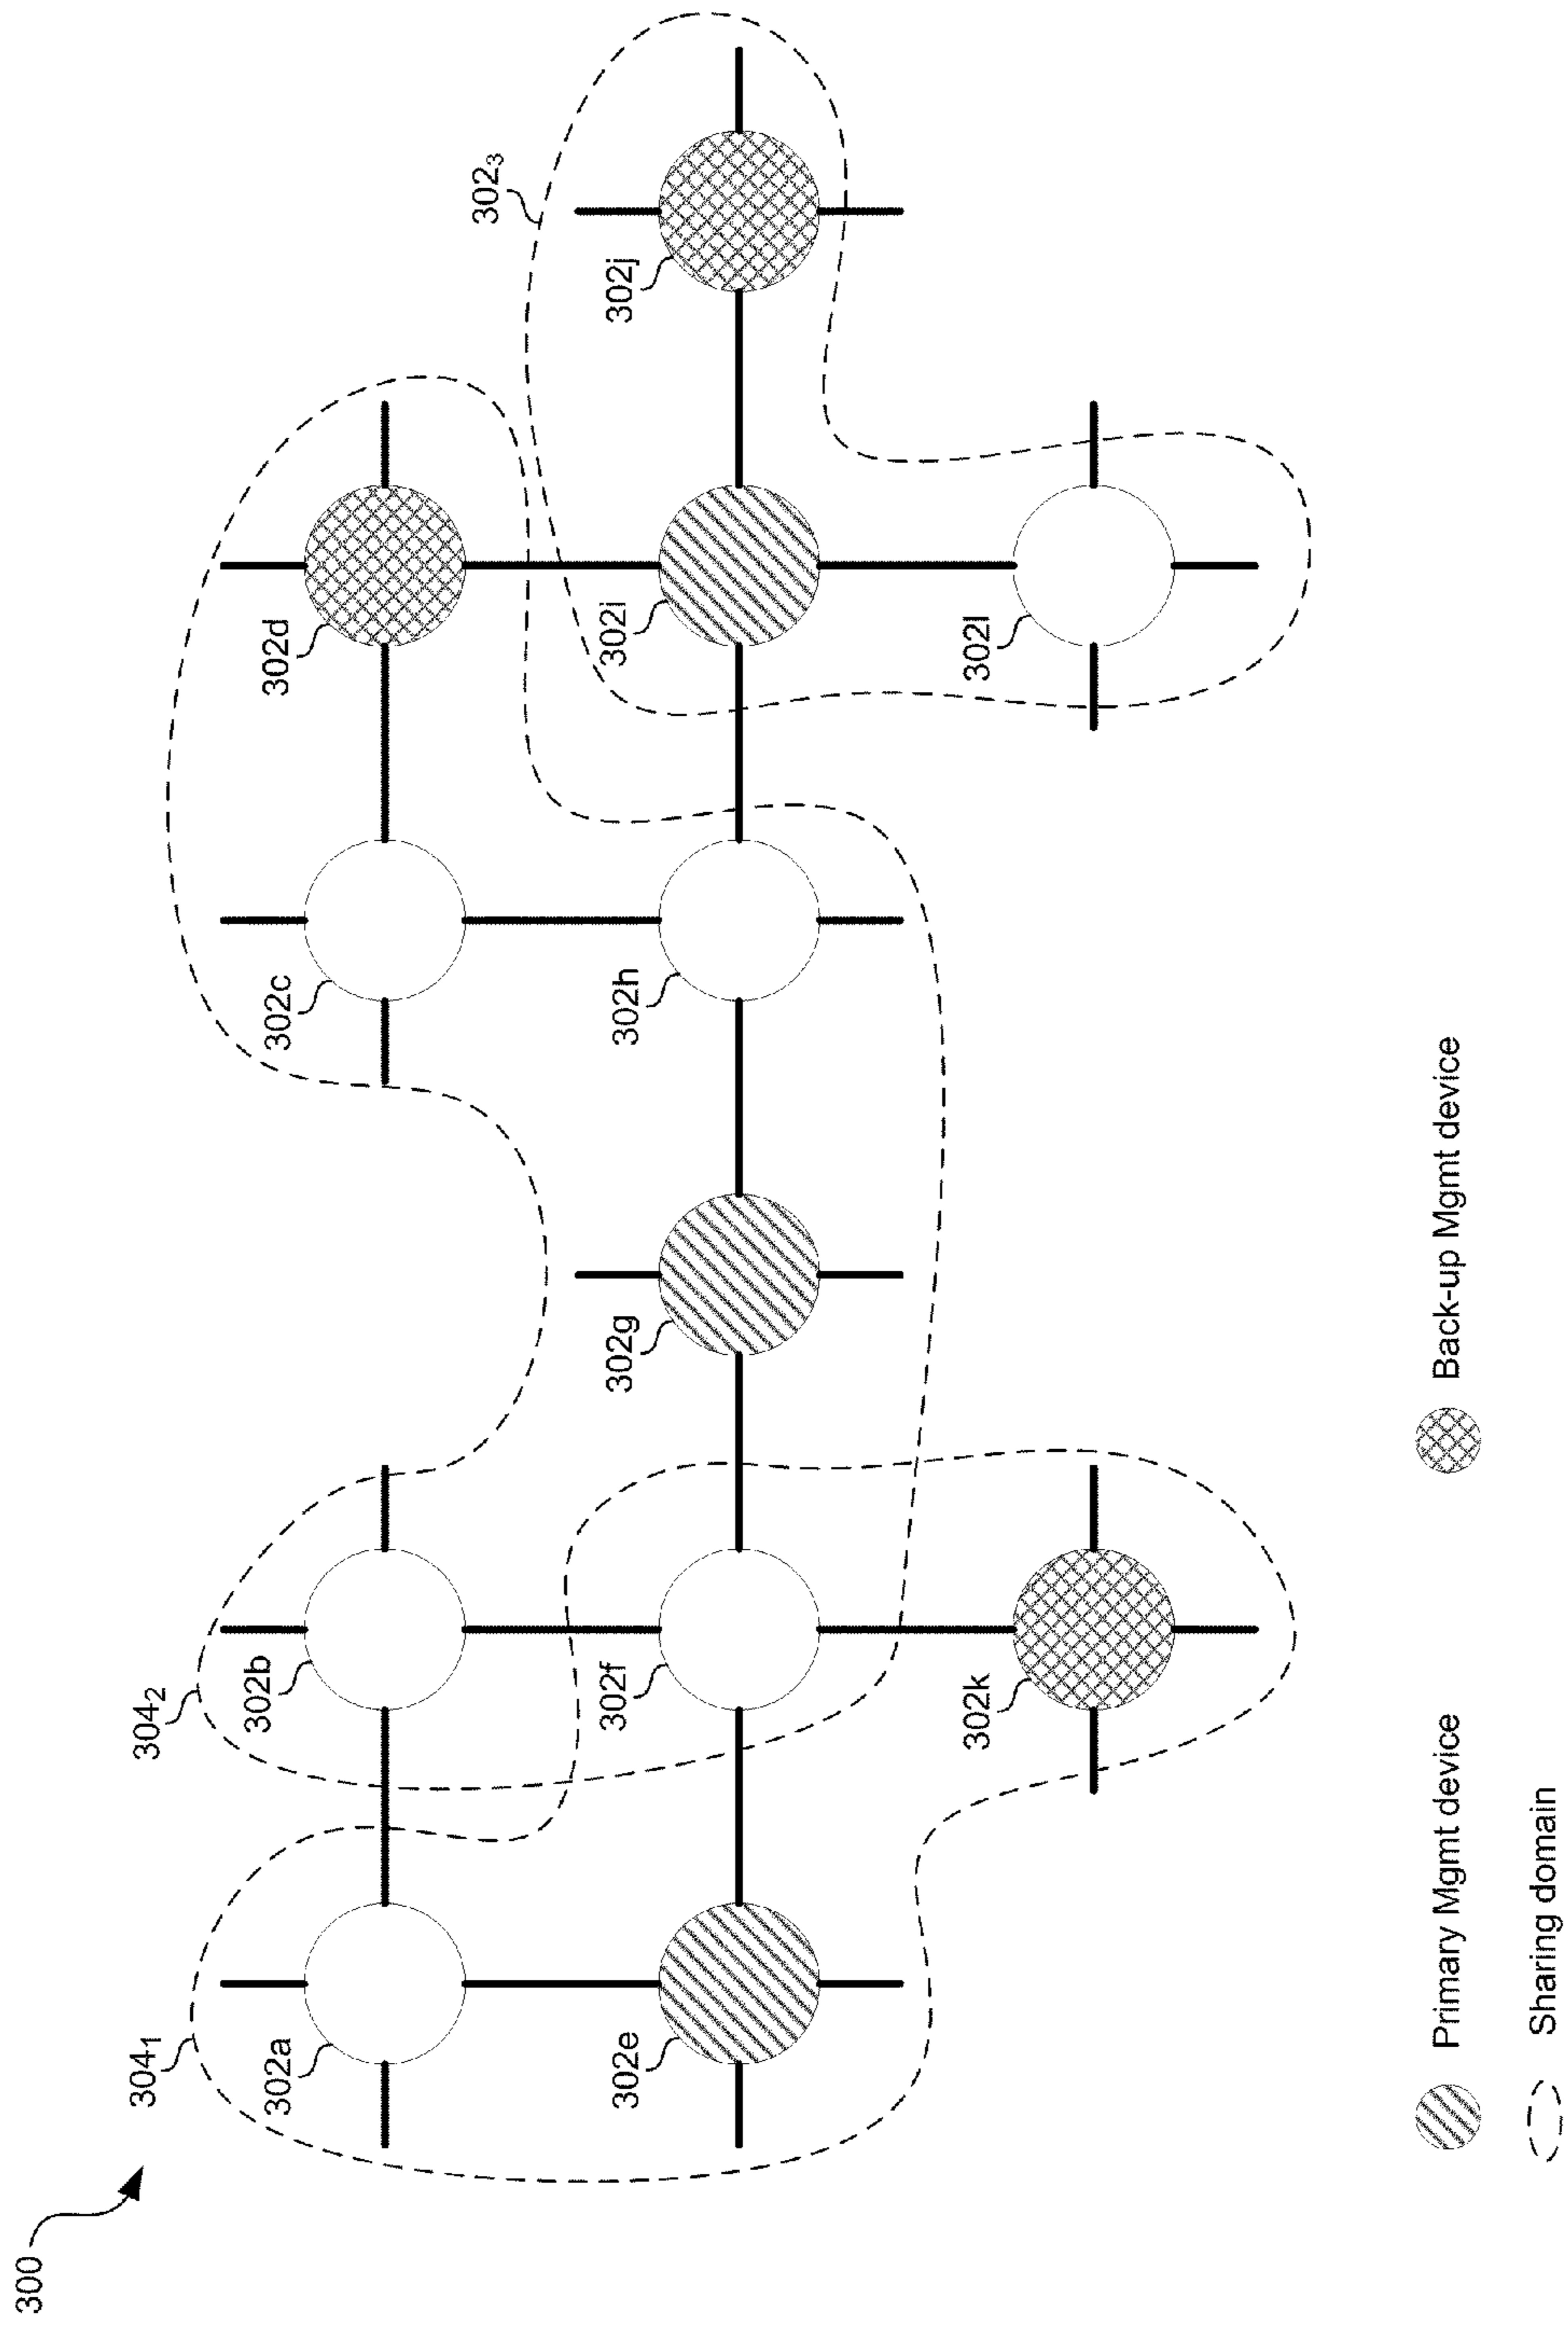 300
304₁
304₂
302₃
302a
302b
302c
302d
302e
302f
302g
302h
302i
302j
302k
302l
Primary Mgmt device
Back-up Mgmt device
Sharing domain